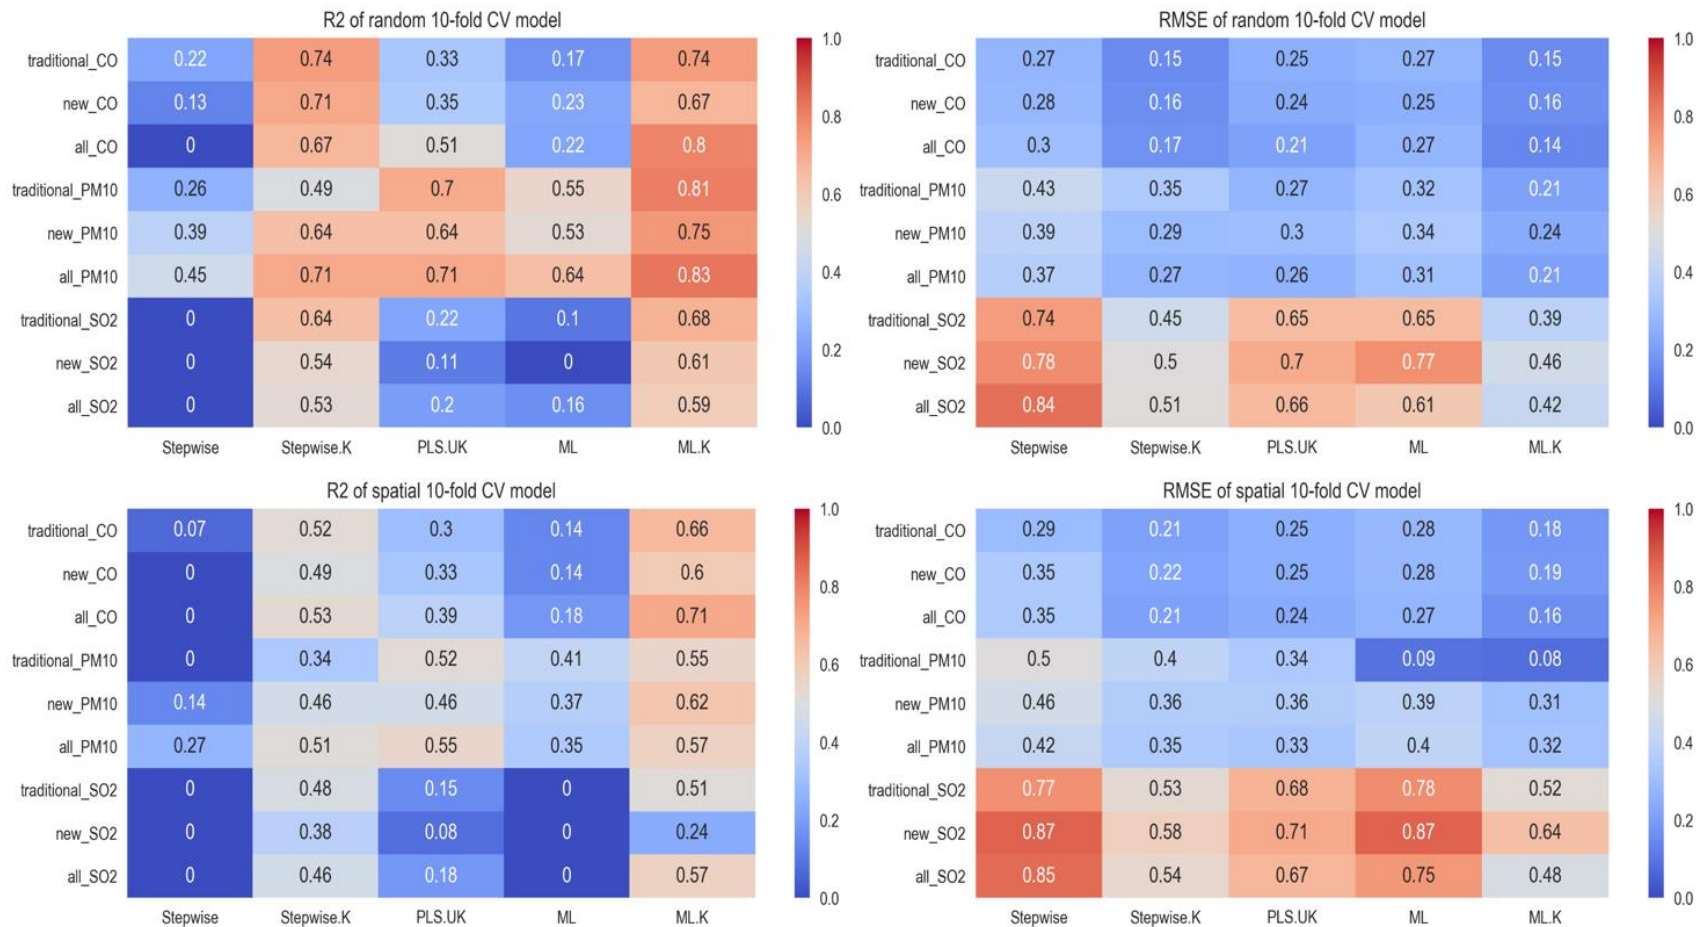 R2 of random 10-fold CV model
traditional_CO 0.22 0.74 0.33 0.17 0.74
new_CO 0.13 0.71 0.35 0.23 0.67
all_CO 0 0.67 0.51 0.22 0.8
traditional_PM10 0.26 0.49 0.7 0.55 0.81
new_PM10 0.39 0.64 0.64 0.53 0.75
all_PM10 0.45 0.71 0.71 0.64 0.83
traditional_SO2 0 0.64 0.22 0.1 0.68
new_SO2 0 0.54 0.11 0 0.61
all_SO2 0 0.53 0.2 0.16 0.59
Stepwise Stepwise.K PLS.UK ML ML.K
1.0
0.8
0.6
0.4
0.2
0.0
RMSE of random 10-fold CV model
traditional_CO 0.27 0.15 0.25 0.27 0.15
new_CO 0.28 0.16 0.24 0.25 0.16
all_CO 0.3 0.17 0.21 0.27 0.14
traditional_PM10 0.43 0.35 0.27 0.32 0.21
new_PM10 0.39 0.29 0.3 0.34 0.24
all_PM10 0.37 0.27 0.26 0.31 0.21
traditional_SO2 0.74 0.45 0.65 0.65 0.39
new_SO2 0.78 0.5 0.7 0.77 0.46
all_SO2 0.84 0.51 0.66 0.61 0.42
Stepwise Stepwise.K PLS.UK ML ML.K
1.0
0.8
0.6
0.4
0.2
0.0
R2 of spatial 10-fold CV model
traditional_CO 0.07 0.52 0.3 0.14 0.66
new_CO 0 0.49 0.33 0.14 0.6
all_CO 0 0.53 0.39 0.18 0.71
traditional_PM10 0 0.34 0.52 0.41 0.55
new_PM10 0.14 0.46 0.46 0.37 0.62
all_PM10 0.27 0.51 0.55 0.35 0.57
traditional_SO2 0 0.48 0.15 0 0.51
new_SO2 0 0.38 0.08 0 0.24
all_SO2 0 0.46 0.18 0 0.57
Stepwise Stepwise.K PLS.UK ML ML.K
1.0
0.8
0.6
0.4
0.2
0.0
RMSE of spatial 10-fold CV model
traditional_CO 0.29 0.21 0.25 0.28 0.18
new_CO 0.35 0.22 0.25 0.28 0.19
all_CO 0.35 0.21 0.24 0.27 0.16
traditional_PM10 0.5 0.4 0.34 0.09 0.08
new_PM10 0.46 0.36 0.36 0.39 0.31
all_PM10 0.42 0.35 0.33 0.4 0.32
traditional_SO2 0.77 0.53 0.68 0.78 0.52
new_SO2 0.87 0.58 0.71 0.87 0.64
all_SO2 0.85 0.54 0.67 0.75 0.48
Stepwise Stepwise.K PLS.UK ML ML.K
1.0
0.8
0.6
0.4
0.2
0.0